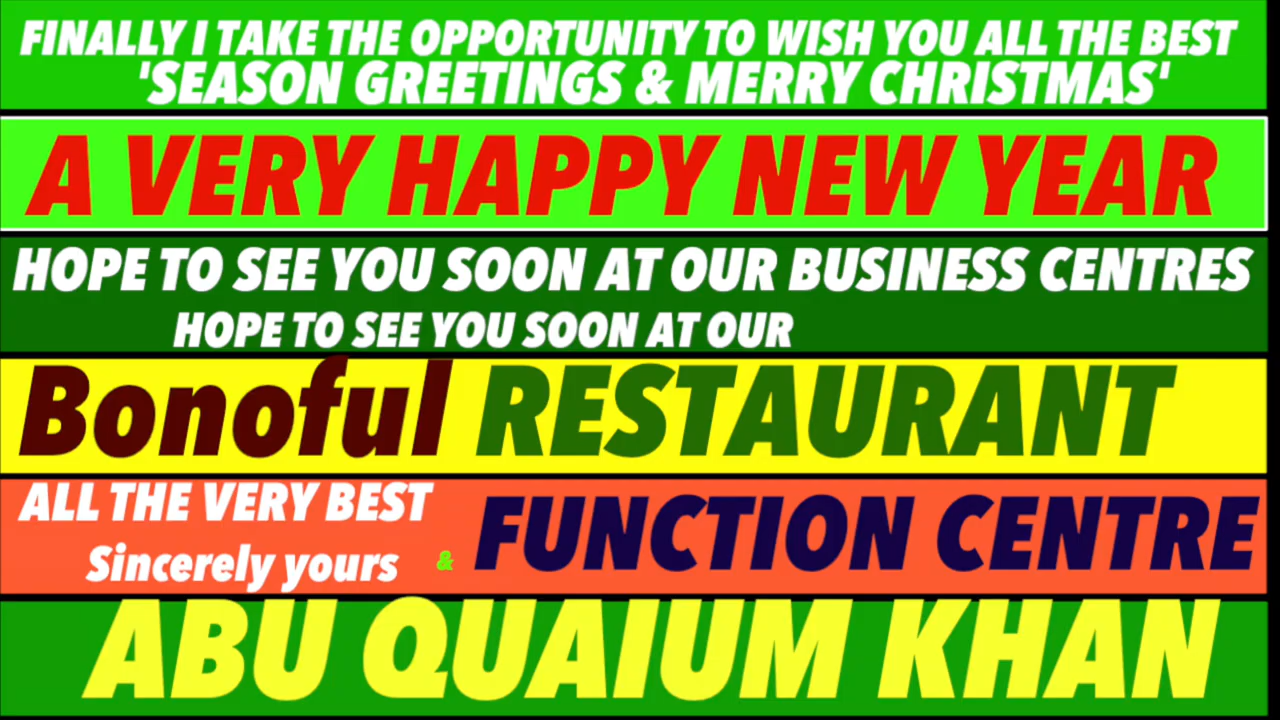 FINALLY I TAKE THE OPPORTUNITY TO WISH YOU ALL THE BEST
'SEASON GREETINGS & MERRY CHRISTMAS'
A VERY HAPPY NEW YEAR
HOPE TO SEE YOU SOON AT OUR BUSINESS CENTRES
HOPE TO SEE YOU SOON AT OUR
Bonoful RESTAURANT
ALL THE VERY BEST
Sincerely yours
& FUNCTION CENTRE
ABU QUAIUM KHAN